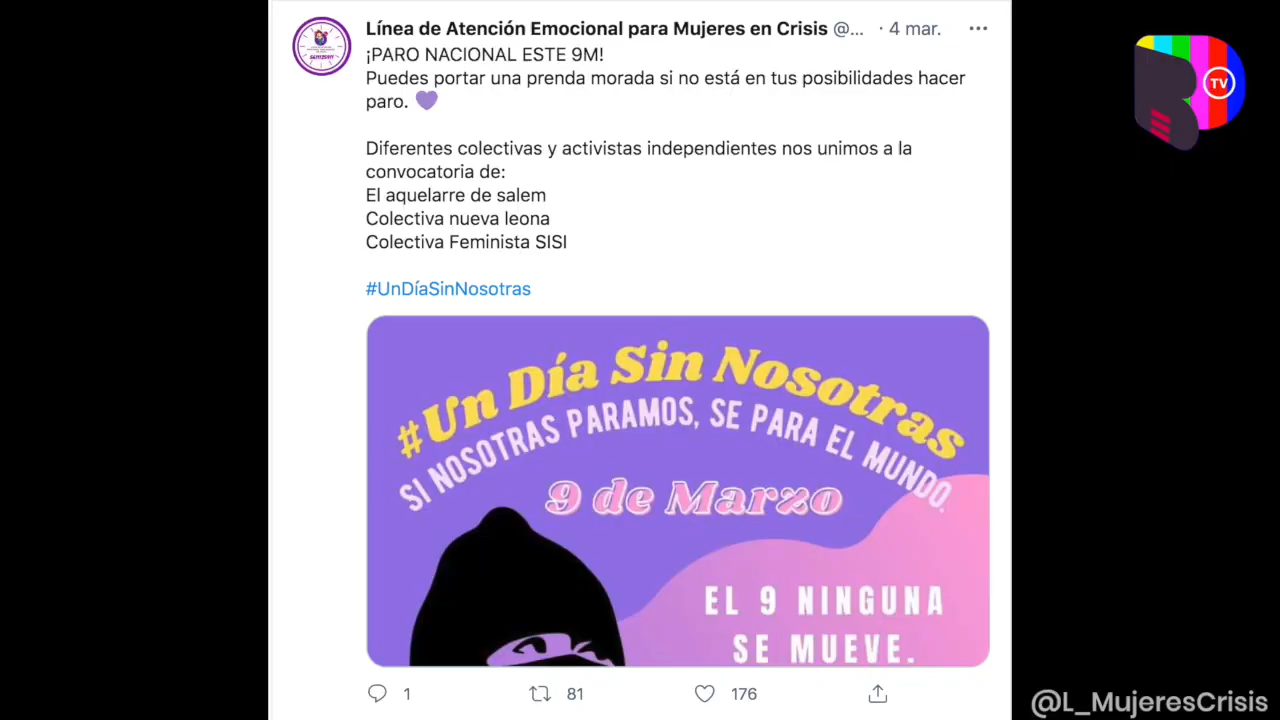 Línea de Atención Emocional para Mujeres en Crisis @... · 4 mar.
¡PARO NACIONAL ESTE 9M!
Puedes portar una prenda morada si no está en tus posibilidades hacer
paro. 💜
Diferentes colectivas y activistas independientes nos unimos a la
convocatoria de:
El aquelarre de salem
Colectiva nueva leona
Colectiva Feminista SISI
#UnDíaSinNosotras
#Un Día Sin Nosotras
SI NOSOTRAS PARAMOS, SE PARA EL MUNDO.
9 de Marzo
EL 9 NINGUNA
SE MUEVE.
1 81 176
TV
@L_MujeresCrisis